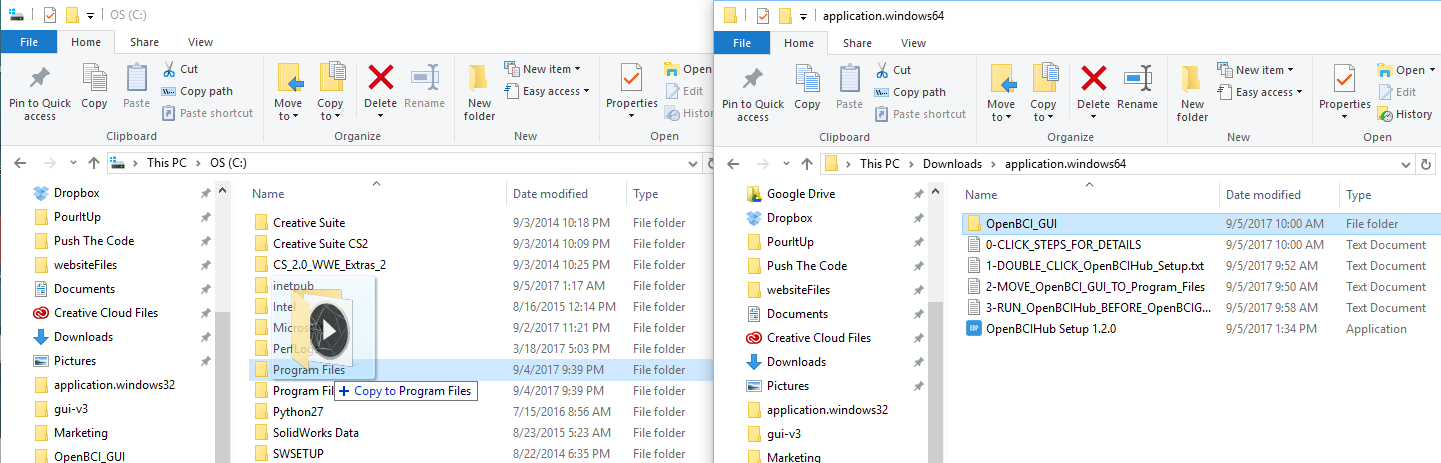 OS (C:)
File Home Share View
Pin to Quick access
Copy
Paste
Cut
Copy path
Paste shortcut
Clipboard
Move to
Copy to
Delete
Rename
Organize
New folder
New item
Easy access
New
Properties
Open
Edit
History
Open
This PC OS (C:)
Dropbox
PourItUp
Push The Code
websiteFiles
Documents
Creative Cloud Files
Downloads
Pictures
application.windows32
gui-v3
Marketing
OpenBCI_GUI
Name Date modified Type
Creative Suite 9/3/2014 10:18 PM File folder
Creative Suite CS2 9/3/2014 10:09 PM File folder
CS_2.0_WWE_Extras_2 9/3/2014 10:25 PM File folder
inetpub 9/5/2017 1:17 AM File folder
Intel 8/16/2015 12:14 PM File folder
Micros 9/2/2017 11:21 PM File folder
PerfLog 3/18/2017 5:03 PM File folder
Program Files 9/4/2017 9:39 PM File folder
Program Fil 9/4/2017 9:39 PM File folder
+ Copy to Program Files
Python27 7/15/2016 8:56 AM File folder
SolidWorks Data 8/23/2015 5:23 AM File folder
SWSETUP 8/22/2014 6:35 PM File folder
application.windows64
File Home Share View
Pin to Quick access
Copy
Paste
Cut
Copy path
Paste shortcut
Clipboard
Move to
Copy to
Delete
Rename
Organize
New folder
New item
Easy access
New
Properties
Open
Edit
History
Open
This PC Downloads application.windows64
Google Drive
Dropbox
PourItUp
Push The Code
websiteFiles
Documents
Creative Cloud Files
Downloads
Pictures
application.windows32
gui-v3
Marketing
Name Date modified Type
OpenBCI_GUI 9/5/2017 10:00 AM File folder
0-CLICK_STEPS_FOR_DETAILS 9/5/2017 10:00 AM Text Document
1-DOUBLE_CLICK_OpenBCIHub_Setup.txt 9/5/2017 9:52 AM Text Document
2-MOVE_OpenBCI_GUI_TO_Program_Files 9/5/2017 9:50 AM Text Document
3-RUN_OpenBCIHub_BEFORE_OpenBCIG... 9/5/2017 9:58 AM Text Document
OpenBCIHub Setup 1.2.0 9/5/2017 1:34 PM Application